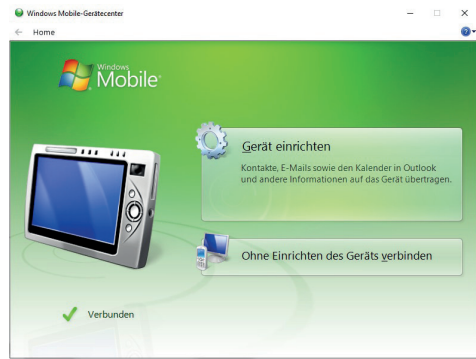 Windows Mobile-Gerätecenter
Home
Windows
Mobile
Gerät einrichten
Kontakte, E-Mails sowie den Kalender in Outlook
und andere Informationen auf das Gerät übertragen.
Ohne Einrichten des Geräts verbinden
Verbunden